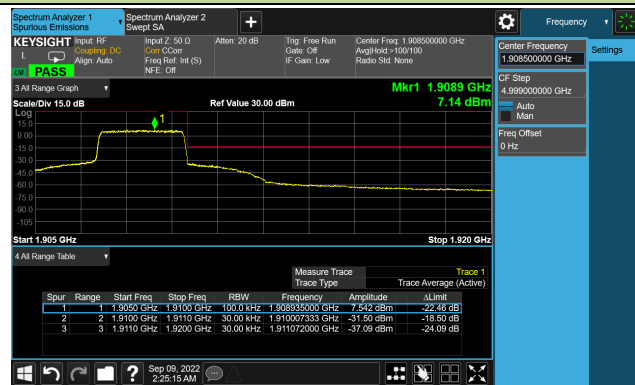 Spectrum Analyzer 1
Spurious Emissions
Spectrum Analyzer 2
Swept SA
+
Frequency
KEYSIGHT
L
PASS
Input: RF
Coupling: DC
Align: Auto
Input Z: 50 Ω
Corr CCorr
Freq Ref: Int (S)
NFE: Off
Atten: 20 dB
Trig: Free Run
Gate: Off
IF Gain: Low
Center Freq: 1.908500000 GHz
Avg|Hold:>100/100
Radio Std: None
Center Frequency
1.908500000 GHz
Settings
CF Step
4.999000000 GHz
Auto
Man
Freq Offset
0 Hz
3 All Range Graph
Mkr1 1.9089 GHz
7.14 dBm
Scale/Div 15.0 dB
Ref Value 30.00 dBm
Log
1
15.0
0.00
-15.0
-30.0
-45.0
-60.0
-75.0
-90.0
-105
Start 1.905 GHz
Stop 1.920 GHz
4 All Range Table
Measure Trace Trace 1
Trace Type Trace Average (Active)
Spur Range Start Freq Stop Freq RBW Frequency Amplitude ΔLimit
1 1 1.9050 GHz 1.9100 GHz 100.0 kHz 1.908935000 GHz 7.542 dBm -22.46 dB
2 2 1.9100 GHz 1.9110 GHz 30.00 kHz 1.910007333 GHz -31.50 dBm -18.50 dB
3 3 1.9110 GHz 1.9200 GHz 30.00 kHz 1.911072000 GHz -37.09 dBm -24.09 dB
?
Sep 09, 2022
2:25:15 AM